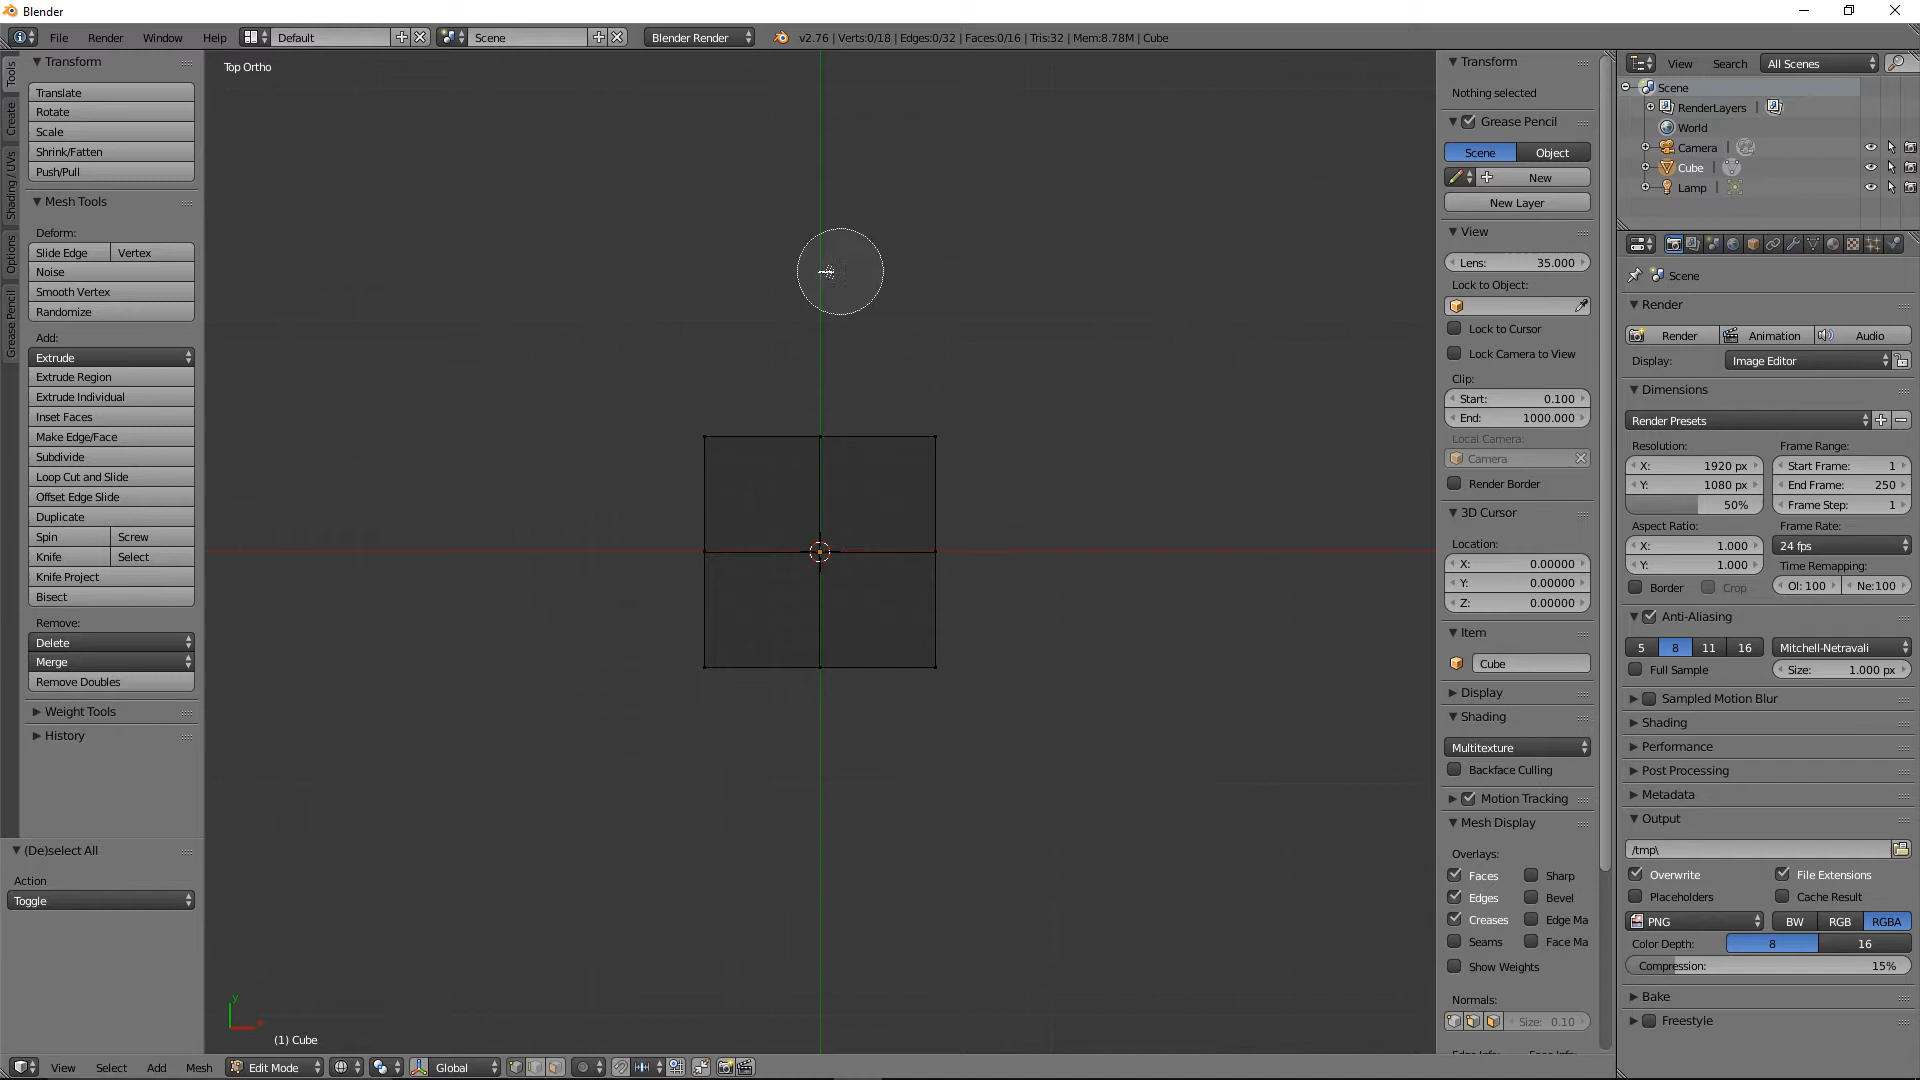 Blender
File Render Window Help Default Scene Blender Render v2.76 | Verts:0/18 | Edges:0/32 | Faces:0/16 | Tris:32 | Mem:8.78M | Cube
Tools
Create
Shading / UVs
Options
Grease Pencil
Transform
Translate
Rotate
Scale
Shrink/Fatten
Push/Pull
Mesh Tools
Deform:
Slide Edge Vertex
Noise
Smooth Vertex
Randomize
Add:
Extrude
Extrude Region
Extrude Individual
Inset Faces
Make Edge/Face
Subdivide
Loop Cut and Slide
Offset Edge Slide
Duplicate
Spin Screw
Knife Select
Knife Project
Bisect
Remove:
Delete
Merge
Remove Doubles
Weight Tools
History
(De)select All
Action
Toggle
Top Ortho
y
(1) Cube
View Select Add Mesh Edit Mode Global
Transform
Nothing selected
Grease Pencil
Scene Object
New
New Layer
View
Lens: 35.000
Lock to Object:
Lock to Cursor
Lock Camera to View
Clip:
Start: 0.100
End: 1000.000
Local Camera:
Camera
Render Border
3D Cursor
Location:
X: 0.00000
Y: 0.00000
Z: 0.00000
Item
Cube
Display
Shading
Multitexture
Backface Culling
Motion Tracking
Mesh Display
Overlays:
Faces Sharp
Edges Bevel
Creases Edge Ma
Seams Face Ma
Show Weights
Normals:
Size: 0.10
View Search All Scenes
Scene
RenderLayers |
World
Camera |
Cube |
Lamp |
Scene
Render
Render Animation Audio
Display: Image Editor
Dimensions
Render Presets
Resolution: Frame Range:
X: 1920 px Start Frame: 1
Y: 1080 px End Frame: 250
50% Frame Step: 1
Aspect Ratio: Frame Rate:
X: 1.000 24 fps
Y: 1.000 Time Remapping:
Border Crop Ol: 100 Ne:100
Anti-Aliasing
5 8 11 16 Mitchell-Netravali
Full Sample Size: 1.000 px
Sampled Motion Blur
Shading
Performance
Post Processing
Metadata
Output
/tmp\
Overwrite File Extensions
Placeholders Cache Result
PNG BW RGB RGBA
Color Depth: 8 16
Compression: 15%
Bake
Freestyle